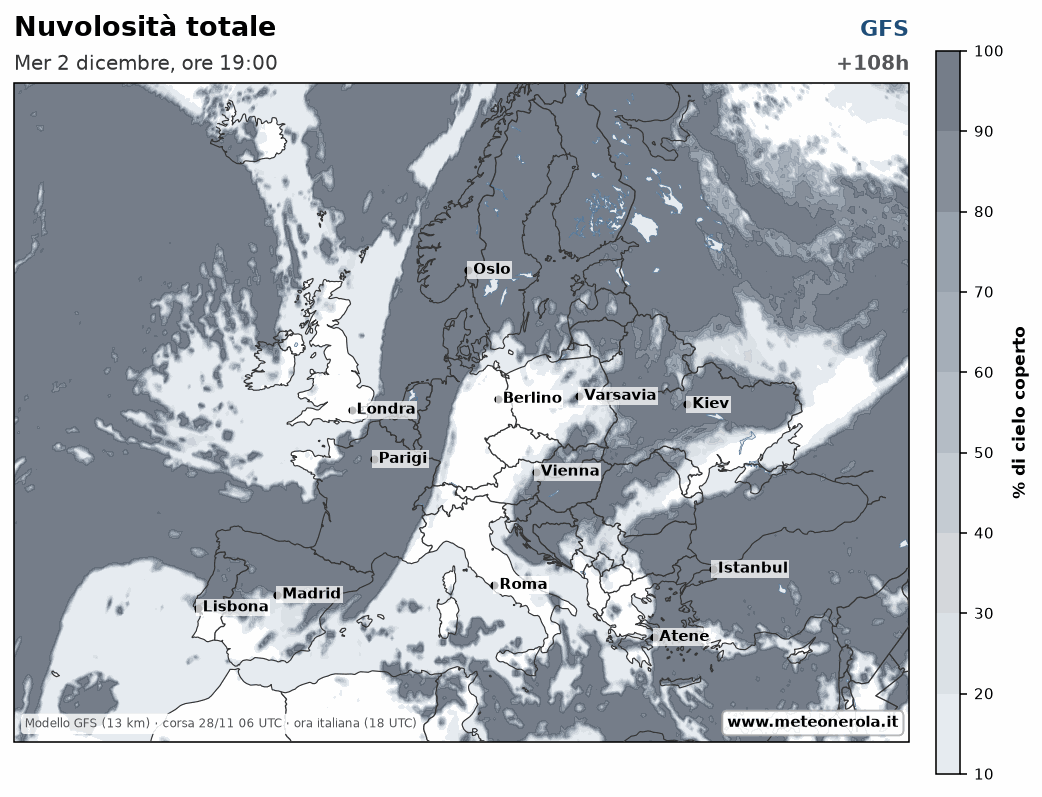 Nuvolosità totale
GFS
Mer 2 dicembre, ore 19:00
+108h
100
90
80
70
60
50
40
30
20
10
% di cielo coperto
Oslo
Berlino
Varsavia
Kiev
Londra
Parigi
Vienna
Istanbul
Roma
Madrid
Lisbona
Atene
Modello GFS (13 km) · corsa 28/11 06 UTC · ora italiana (18 UTC)
www.meteonerola.it